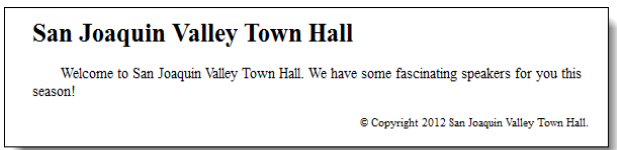 San Joaquin Valley Town Hall
Welcome to San Joaquin Valley Town Hall. We have some fascinating speakers for you this
season!
© Copyright 2012 San Joaquin Valley Town Hall.